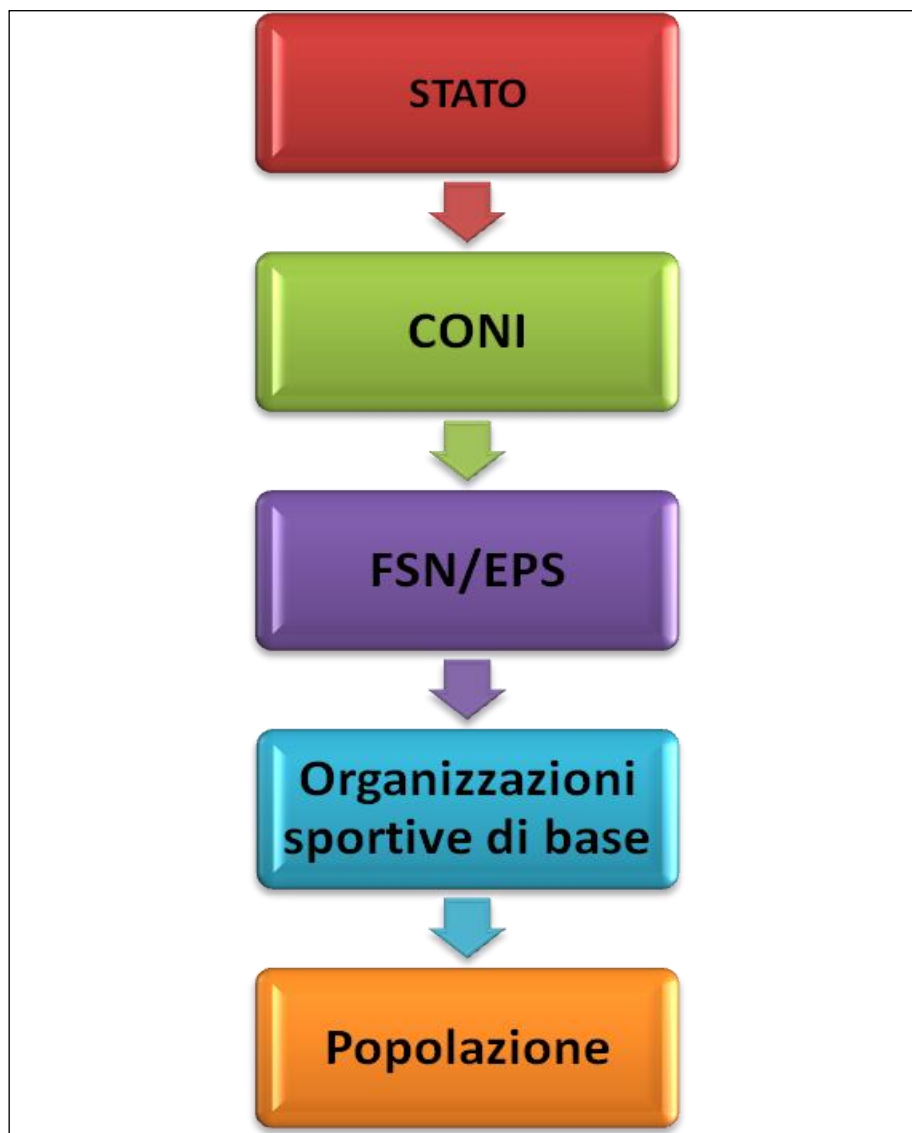 STATO
CONI
FSN/EPS
Organizzazioni
sportive di base
Popolazione